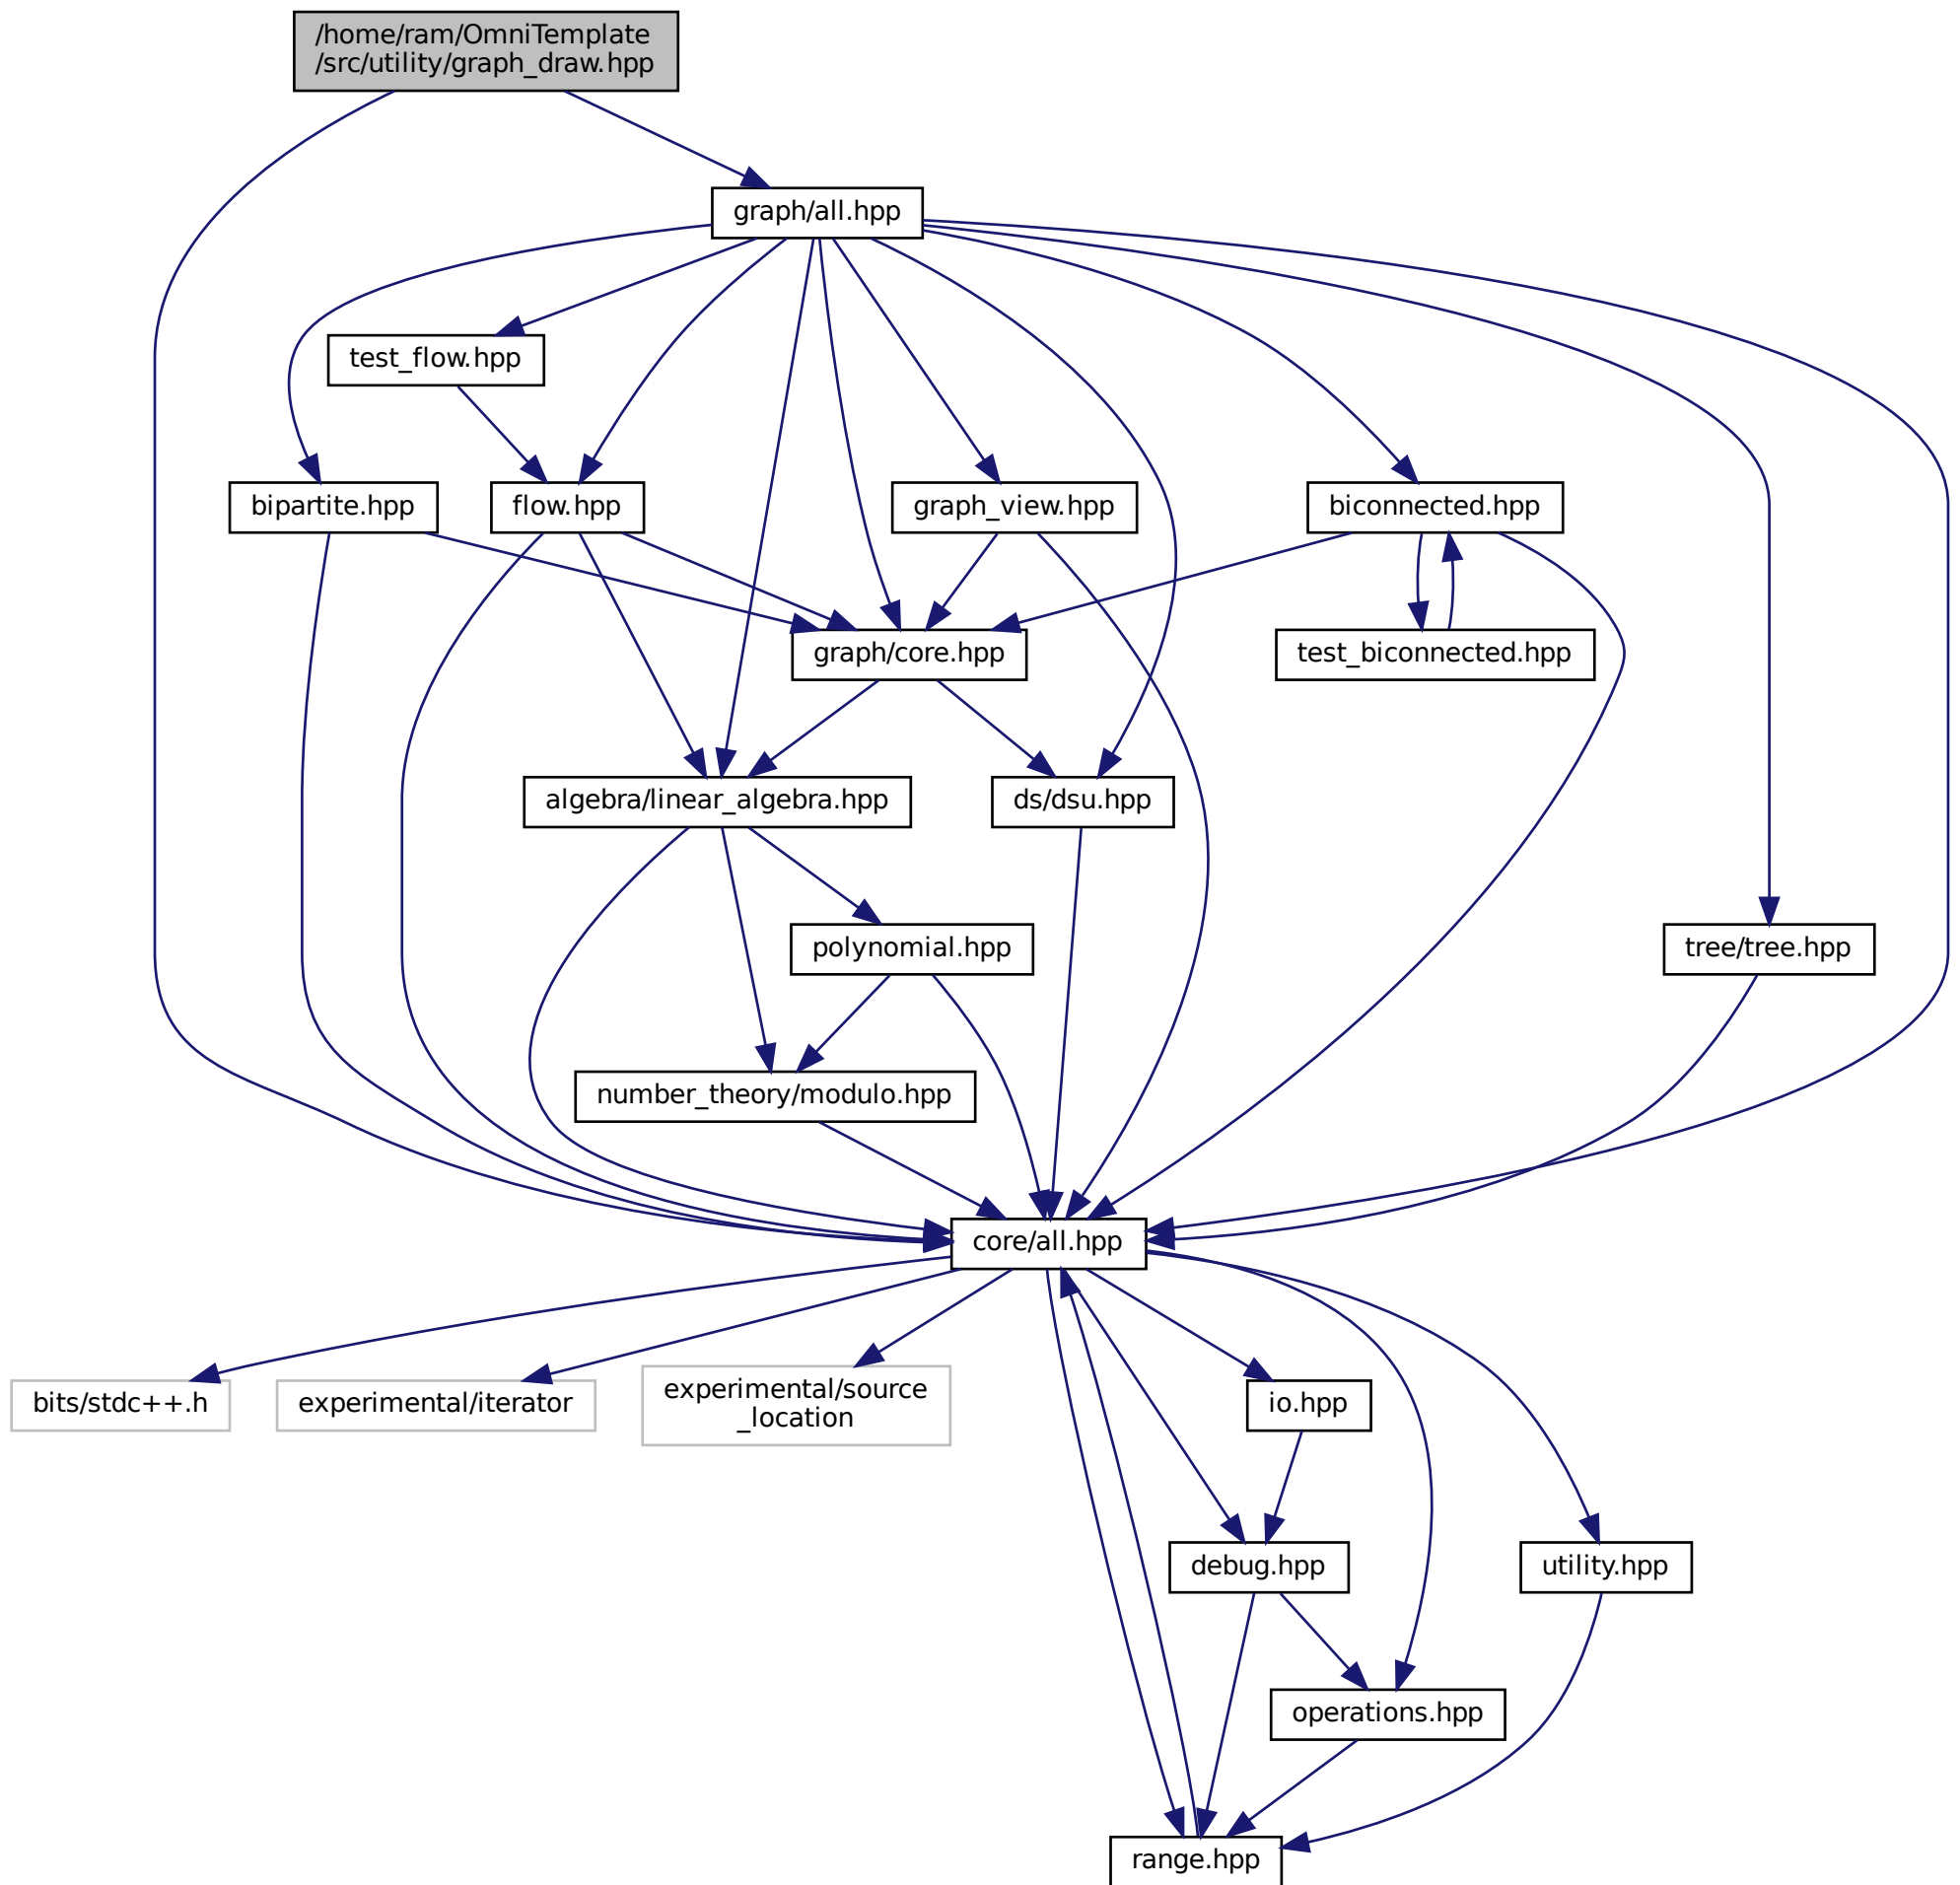 /home/ram/OmniTemplate
/src/utility/graph_draw.hpp
graph/all.hpp
test_flow.hpp
bipartite.hpp
flow.hpp
graph_view.hpp
biconnected.hpp
graph/core.hpp
test_biconnected.hpp
algebra/linear_algebra.hpp
ds/dsu.hpp
polynomial.hpp
tree/tree.hpp
number_theory/modulo.hpp
core/all.hpp
bits/stdc++.h
experimental/iterator
experimental/source
_location
io.hpp
debug.hpp
utility.hpp
operations.hpp
range.hpp